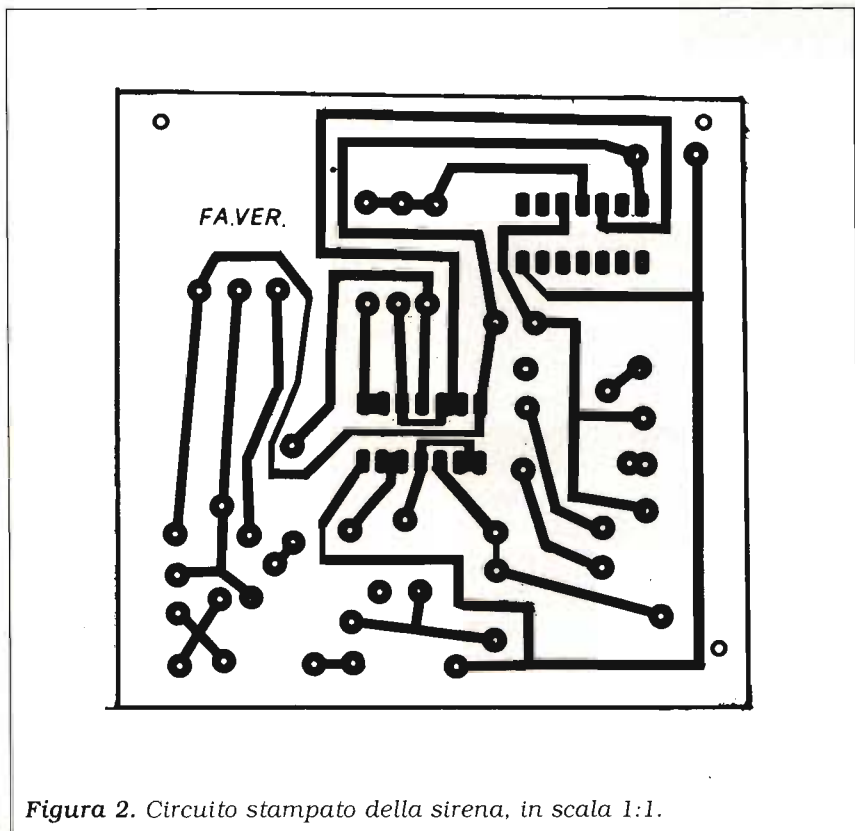 FA.VER.
Figura 2. Circuito stampato della sirena, in scala 1:1.